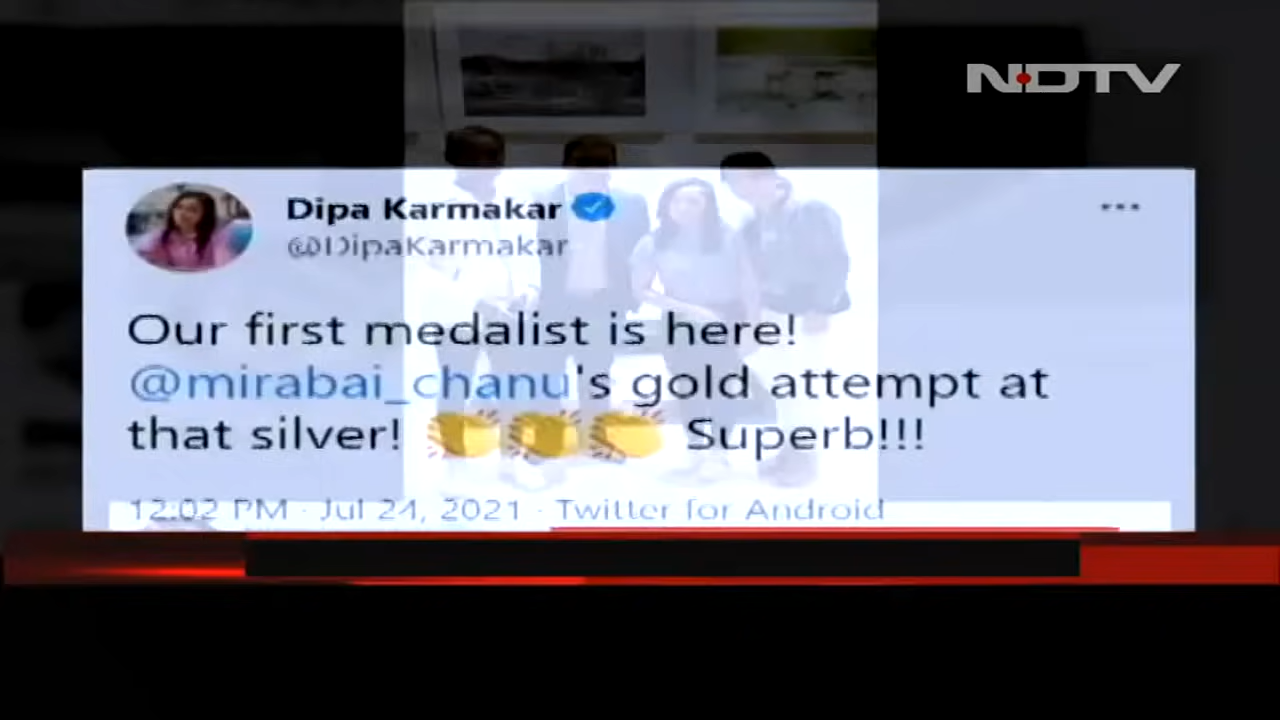 NDTV
Dipa Karmakar
@DipaKarmakar
Our first medalist is here!
@mirabai_chanu's gold attempt at
that silver! 👏👏👏 Superb!!!
12:02 PM · Jul 24, 2021 · Twitter for Android